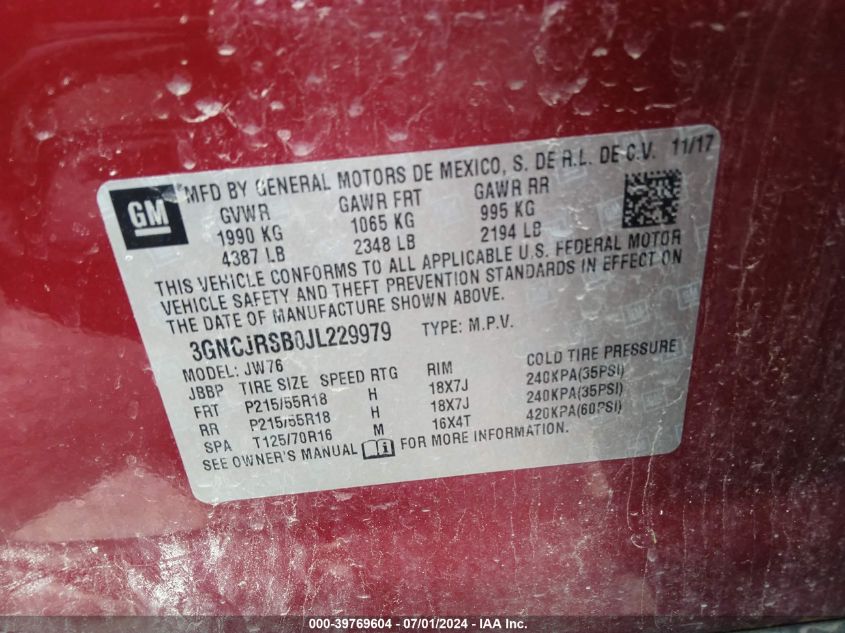 GM
MFD BY GENERAL MOTORS DE MEXICO, S. DE R.L. DE C.V. 11/17
GVWR GAWR FRT GAWR RR
1990 KG 1065 KG 995 KG
4387 LB 2348 LB 2194 LB
THIS VEHICLE CONFORMS TO ALL APPLICABLE U.S. FEDERAL MOTOR
VEHICLE SAFETY AND THEFT PREVENTION STANDARDS IN EFFECT ON
THE DATE OF MANUFACTURE SHOWN ABOVE.
3GNCJRSB0JL229979 TYPE: M.P.V.
MODEL: JW76
JBBP TIRE SIZE SPEED RTG RIM COLD TIRE PRESSURE
FRT P215/55R18 H 18X7J 240KPA(35PSI)
RR P215/55R18 H 18X7J 240KPA(35PSI)
SPA T125/70R16 M 16X4T 420KPA(60PSI)
SEE OWNER'S MANUAL i FOR MORE INFORMATION.
000-39769604 - 07/01/2024 - IAAI Inc.